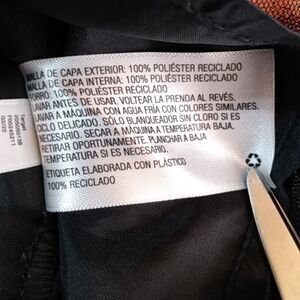 MALLA DE CAPA EXTERIOR: 100% POLIÉSTER RECICLADO
MALLA DE CAPA INTERNA: 100% POLIÉSTER RECICLADO
FORRO: 100% POLIÉSTER RECICLADO
LAVAR ANTES DE USAR. VOLTEAR LA PRENDA AL REVÉS.
LAVAR A MÁQUINA CON AGUA FRÍA CON COLORES SIMILARES.
CICLO DELICADO. SÓLO BLANQUEADOR SIN CLORO SI ES
NECESARIO. SECAR A MÁQUINA A TEMPERATURA BAJA.
RETIRAR OPORTUNAMENTE. PLANCHAR A BAJA
TEMPERATURA SI ES NECESARIO.
ETIQUETA ELABORADA CON PLÁSTICO
100% RECICLADO
Target